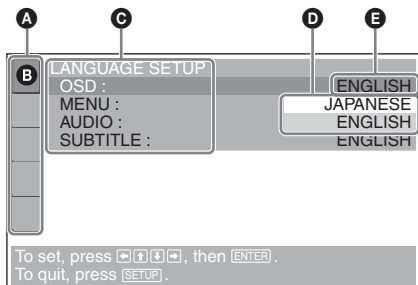 A C D E
B LANGUAGE SETUP
OSD : ENGLISH
MENU : JAPANESE
AUDIO : ENGLISH
SUBTITLE : ENGLISH
To set, press ←↑↓→, then ENTER.
To quit, press SETUP.